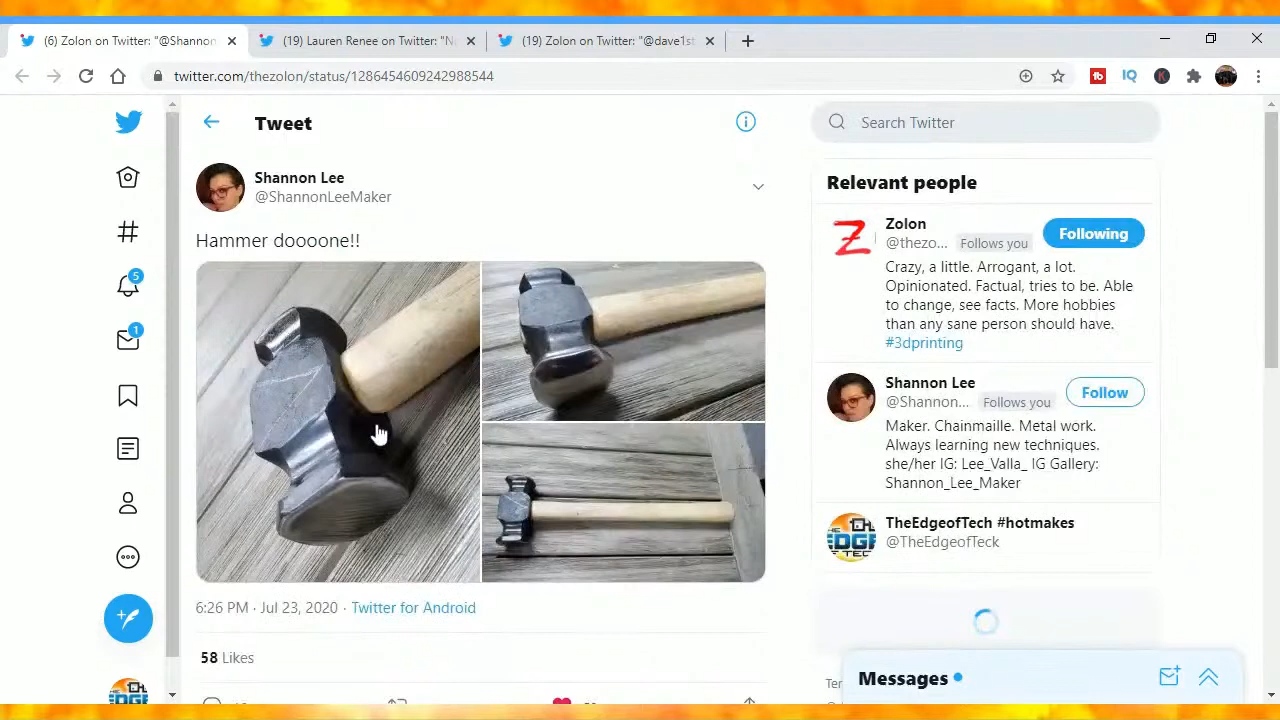 (6) Zolon on Twitter: "@Shanno
(19) Lauren Renee on Twitter: "N
(19) Zolon on Twitter: "@dave1st
twitter.com/thezolon/status/1286454609242988544
Tweet
Search Twitter
Shannon Lee
@ShannonLeeMaker
Hammer doooone!!
6:26 PM · Jul 23, 2020 · Twitter for Android
58 Likes
Relevant people
Zolon
@thezo... Follows you
Following
Crazy, a little. Arrogant, a lot.
Opinionated. Factual, tries to be. Able
to change, see facts. More hobbies
than any sane person should have.
#3dprinting
Shannon Lee
@Shannon... Follows you
Follow
Maker. Chainmaille. Metal work.
Always learning new techniques.
she/her IG: Lee_Valla_ IG Gallery:
Shannon_Lee_Maker
TheEdgeofTech #hotmakes
@TheEdgeofTeck
5
1
Messages
Ter